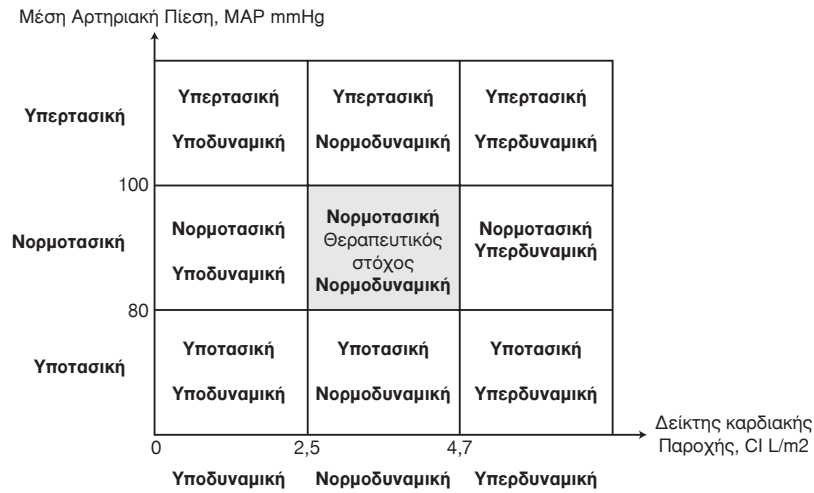 Μέση Αρτηριακή Πίεση, MAP mmHg
Υπερτασική
Υπερτασική
Υπερτασική
Υπερτασική
Υποδυναμική
Νορμοδυναμική
Υπερδυναμική
100
Νορμοτασική
Νορμοτασική
Υποδυναμική
Νορμοτασική
Θεραπευτικός
στόχος
Νορμοδυναμική
Νορμοτασική
Υπερδυναμική
80
Υποτασική
Υποτασική
Υποτασική
Υποτασική
Υποδυναμική
Νορμοδυναμική
Υπερδυναμική
0
2,5
4,7
Δείκτης καρδιακής
Παροχής, CI L/m2
Υποδυναμική
Νορμοδυναμική
Υπερδυναμική